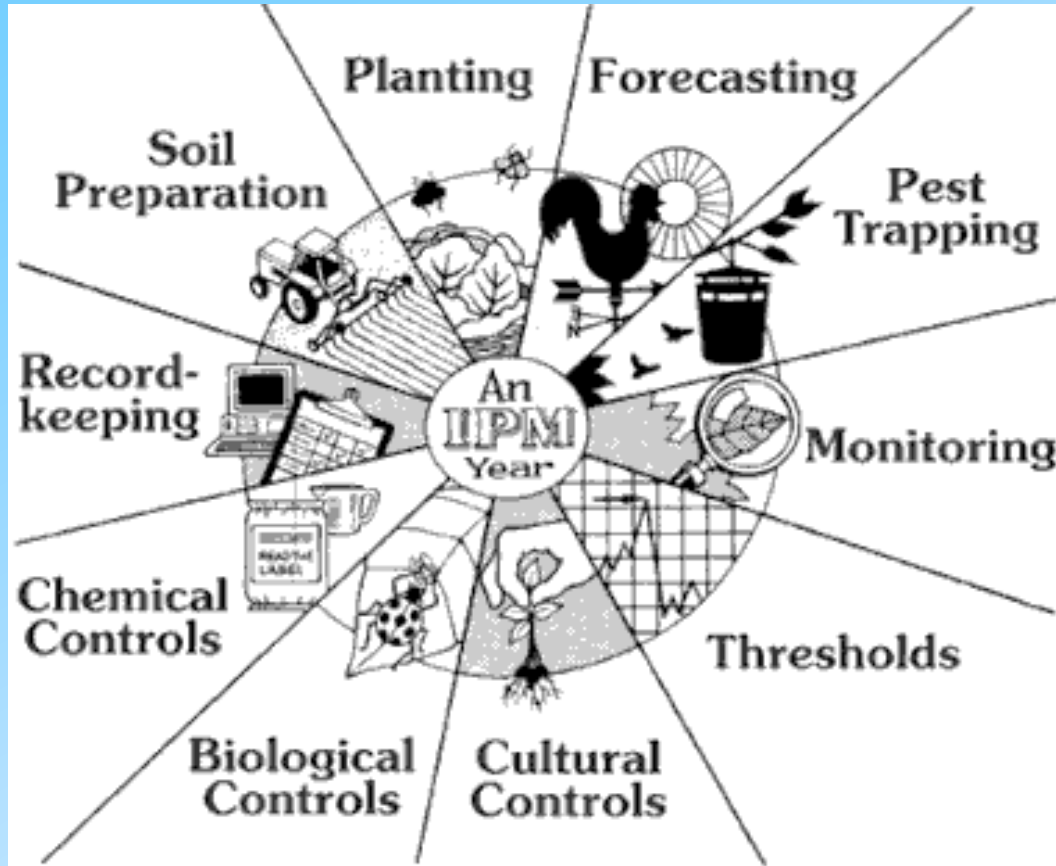 Planting
Forecasting
Pest
Trapping
Monitoring
Thresholds
Cultural
Controls
Biological
Controls
Chemical
Controls
Record-
keeping
Soil
Preparation
An
IPM
Year
READ THE
LABEL
N